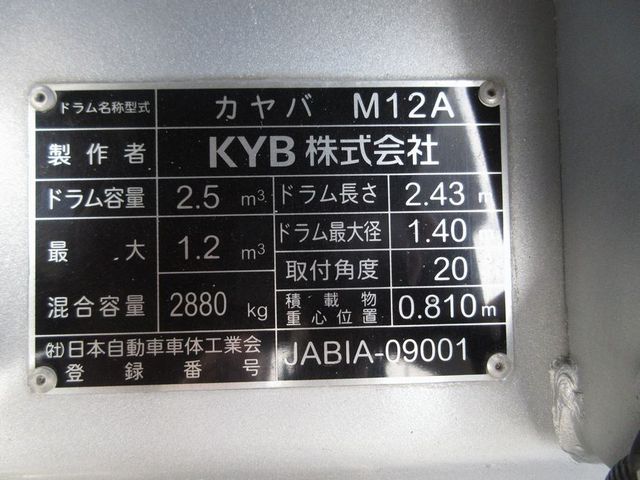 ドラム名称型式 カヤバ M12A
製作者 KYB株式会社
ドラム容量 2.5 m³ ドラム長さ 2.43 m
最大 1.2 m³ ドラム最大径 1.40
取付角度 20
混合容量 2880 kg 積載物重心位置 0.810m
㈳日本自動車車体工業会
登録番号 JABIA-09001